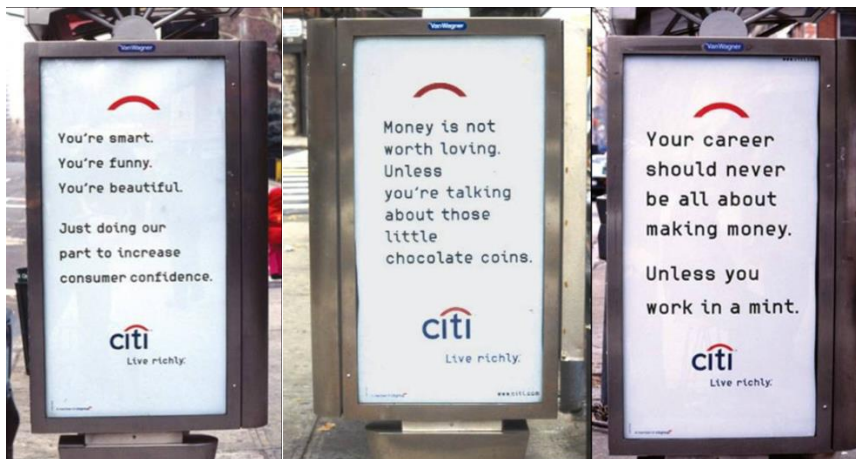 VanWagner
You're smart.
You're funny.
You're beautiful.
Just doing our
part to increase
consumer confidence.
citi
Live richly.
VanWagner
Money is not
worth loving.
Unless
you're talking
about those
little
chocolate coins.
citi
Live richly.
www.citi.com
VanWagner
www.citi.com
Your career
should never
be all about
making money.
Unless you
work in a mint.
citi
Live richly.